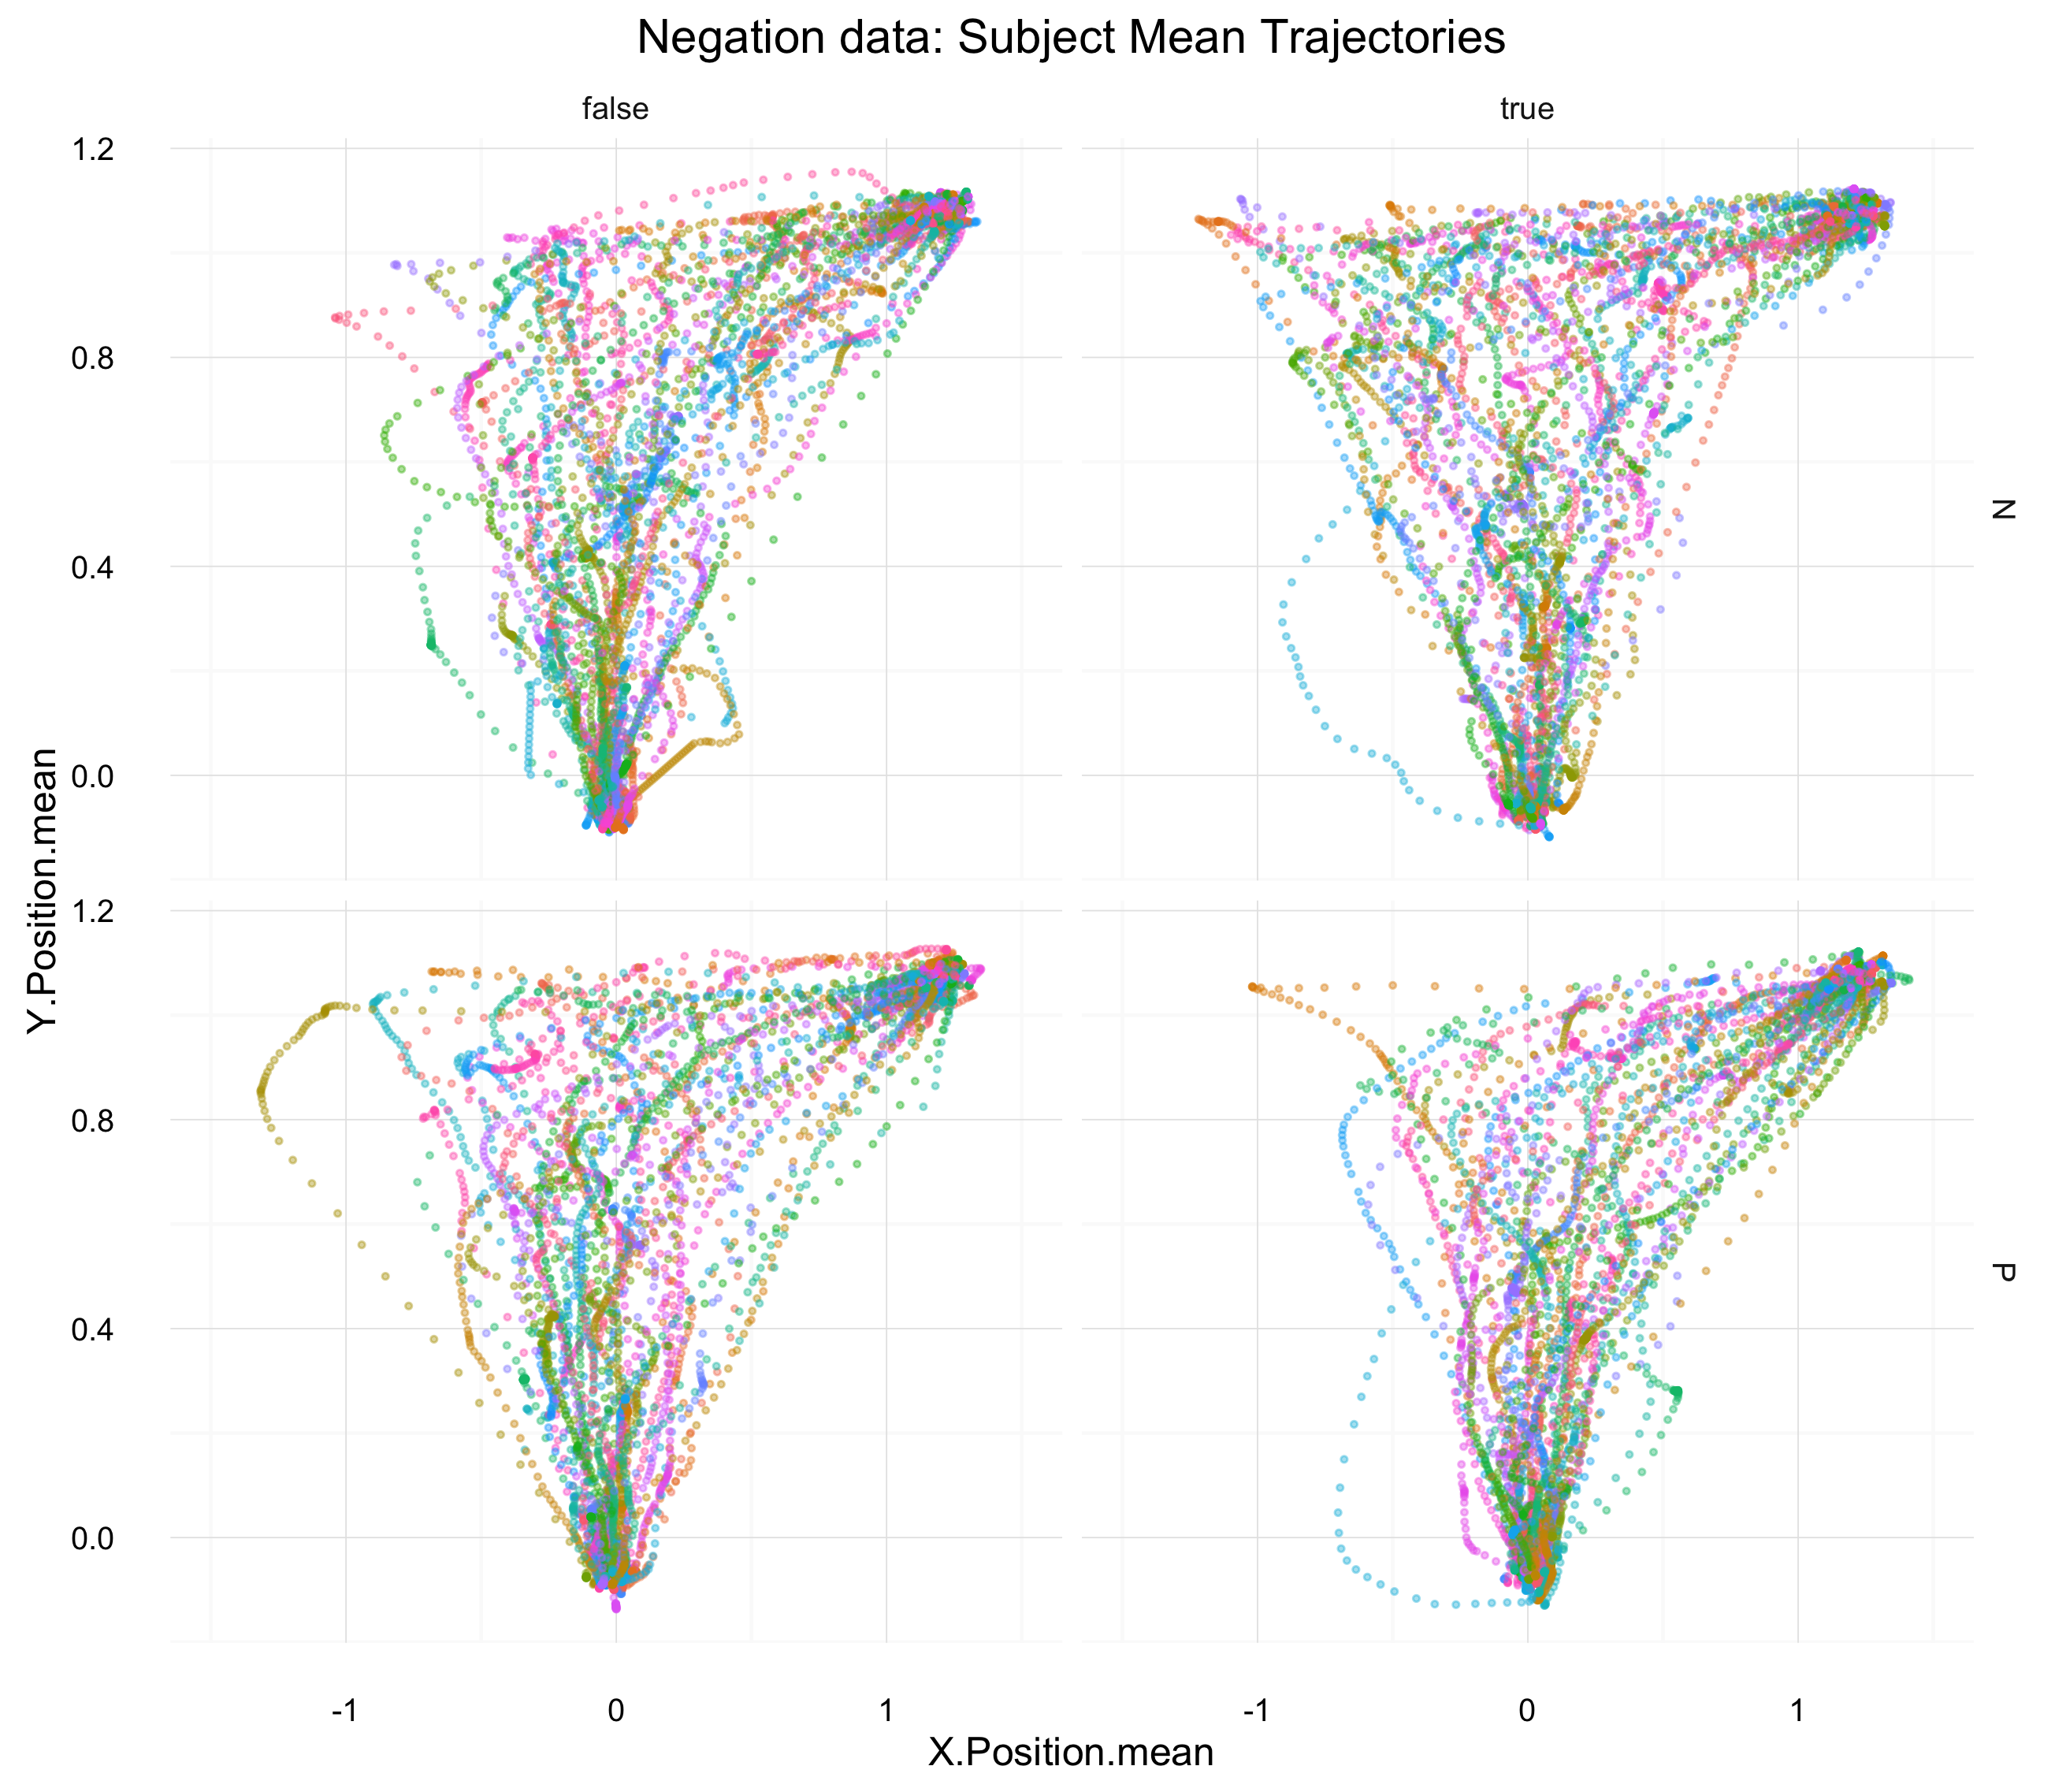 Negation data: Subject Mean Trajectories
false
true
1.2
0.8
0.4
0.0
N
1.2
0.8
0.4
0.0
P
Y.Position.mean
-1
0
1
-1
0
1
X.Position.mean